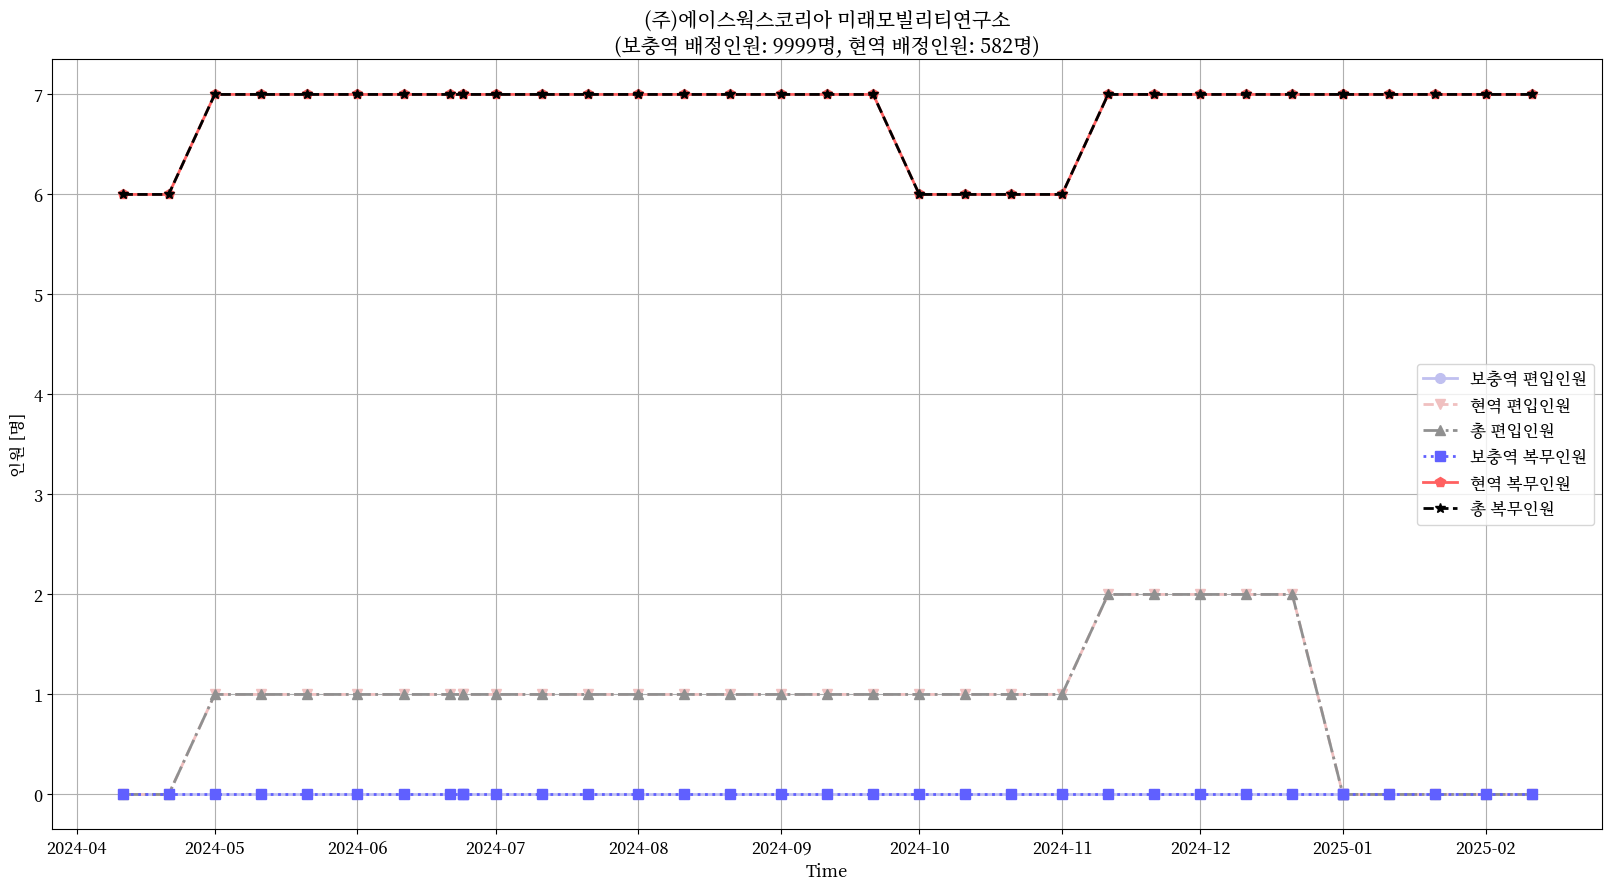 (주)에이스웍스코리아 미래모빌리티연구소
(보충역 배정인원: 9999명, 현역 배정인원: 582명)
7
6
5
4
3
2
1
0
인원 [명]
보충역 편입인원
현역 편입인원
총 편입인원
보충역 복무인원
현역 복무인원
총 복무인원
2024-04
2024-05
2024-06
2024-07
2024-08
2024-09
2024-10
2024-11
2024-12
2025-01
2025-02
Time